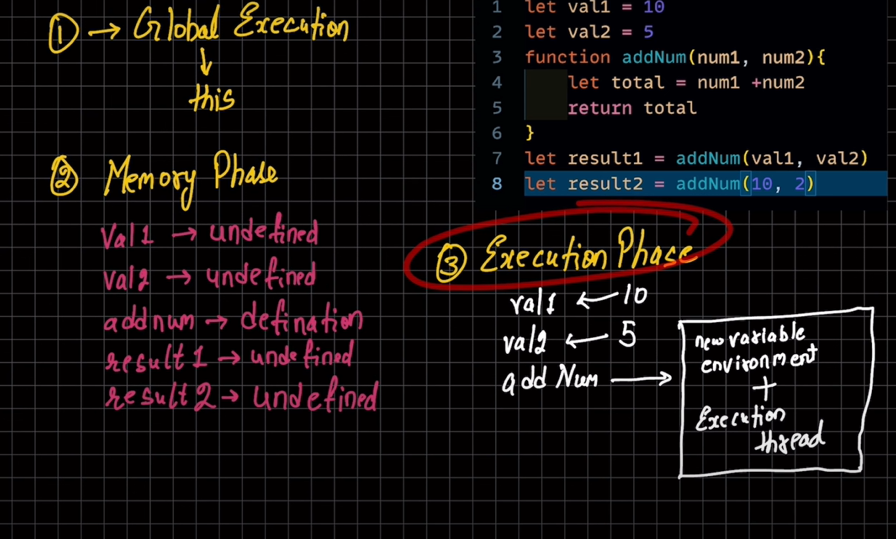 ① → Global Execution
↓
this
② Memory Phase
Val1 → undefined
val2 → undefined
addnum → defination
result1 → undefined
result2 → undefined
1 let val1 = 10
2 let val2 = 5
3 function addNum(num1, num2){
4 let total = num1 +num2
5 return total
6 }
7 let result1 = addNum(val1, val2)
8 let result2 = addNum(10, 2)
③ Execution Phase
val1 ← 10
val2 ← 5
addNum →
new variable
environment
+
Execution
thread